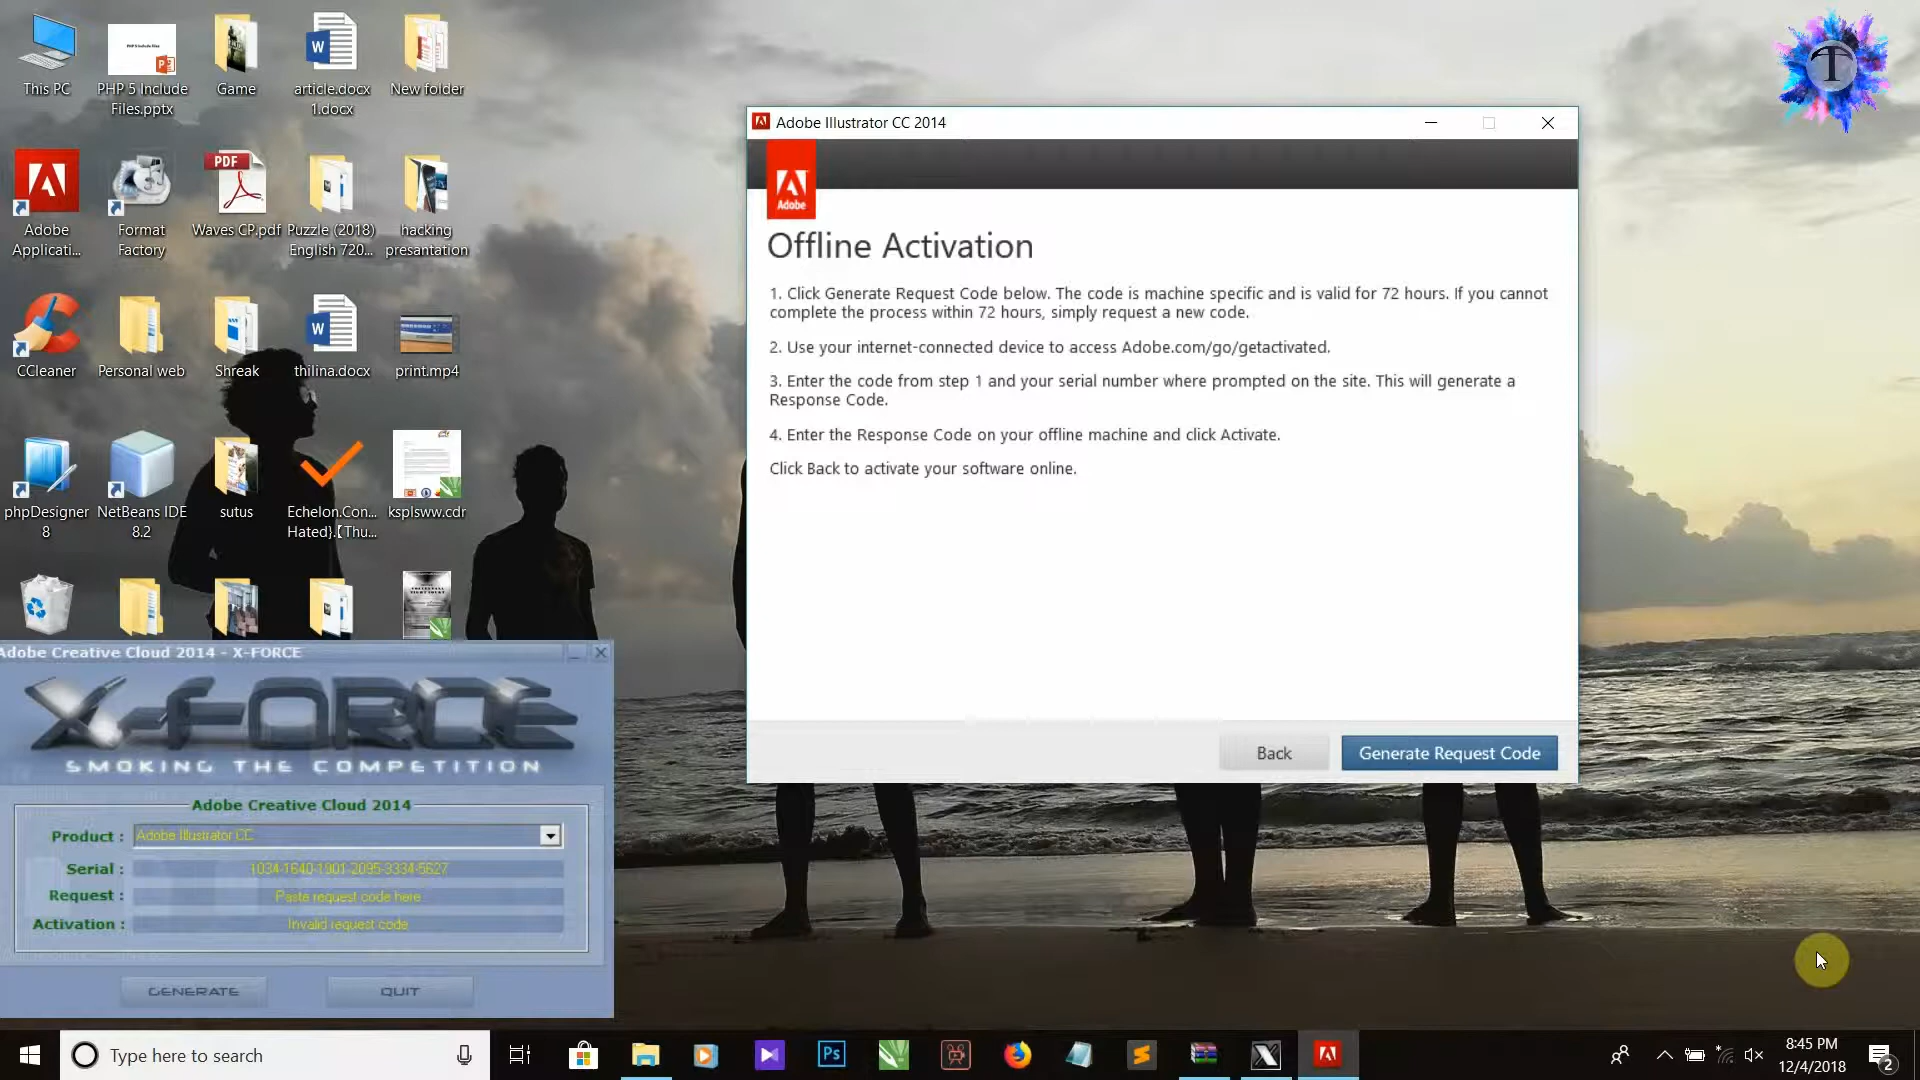 This PC
PHP 5 Include
Files.pptx
Game
article.docx
1.docx
New folder
Adobe
Applicati...
Format
Factory
PDF
Waves CP.pdf
Puzzle (2018)
English 720...
hacking
presantation
CCleaner
Personal web
Shreak
thilina.docx
print.mp4
phpDesigner
8
NetBeans IDE
8.2
sutus
Echelon.Con...
Hated}.【Thu...
ksplsww.cdr
T
Adobe Illustrator CC 2014
Adobe
Offline Activation
1. Click Generate Request Code below. The code is machine specific and is valid for 72 hours. If you cannot
complete the process within 72 hours, simply request a new code.
2. Use your internet-connected device to access Adobe.com/go/getactivated.
3. Enter the code from step 1 and your serial number where prompted on the site. This will generate a
Response Code.
4. Enter the Response Code on your offline machine and click Activate.
Click Back to activate your software online.
Back
Generate Request Code
Adobe Creative Cloud 2014 - X-FORCE
X-FORCE
SMOKING THE COMPETITION
Adobe Creative Cloud 2014
Product : Adobe Illustrator CC
Serial : 1034-1640-1901-2095-3334-5627
Request : Paste request code here
Activation : Invalid request code
GENERATE
QUIT
Type here to search
Ps
8:45 PM
12/4/2018
2